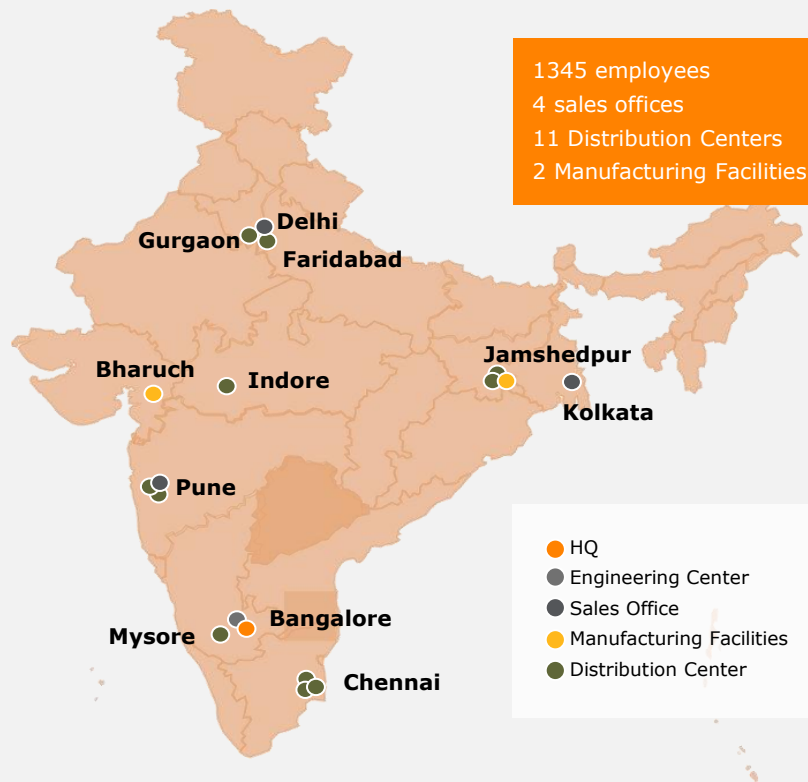 1345 employees
4 sales offices
11 Distribution Centers
2 Manufacturing Facilities
Delhi
Gurgaon
Faridabad
Jamshedpur
Bharuch
Indore
Kolkata
Pune
HQ
Engineering Center
Sales Office
Manufacturing Facilities
Distribution Center
Bangalore
Mysore
Chennai